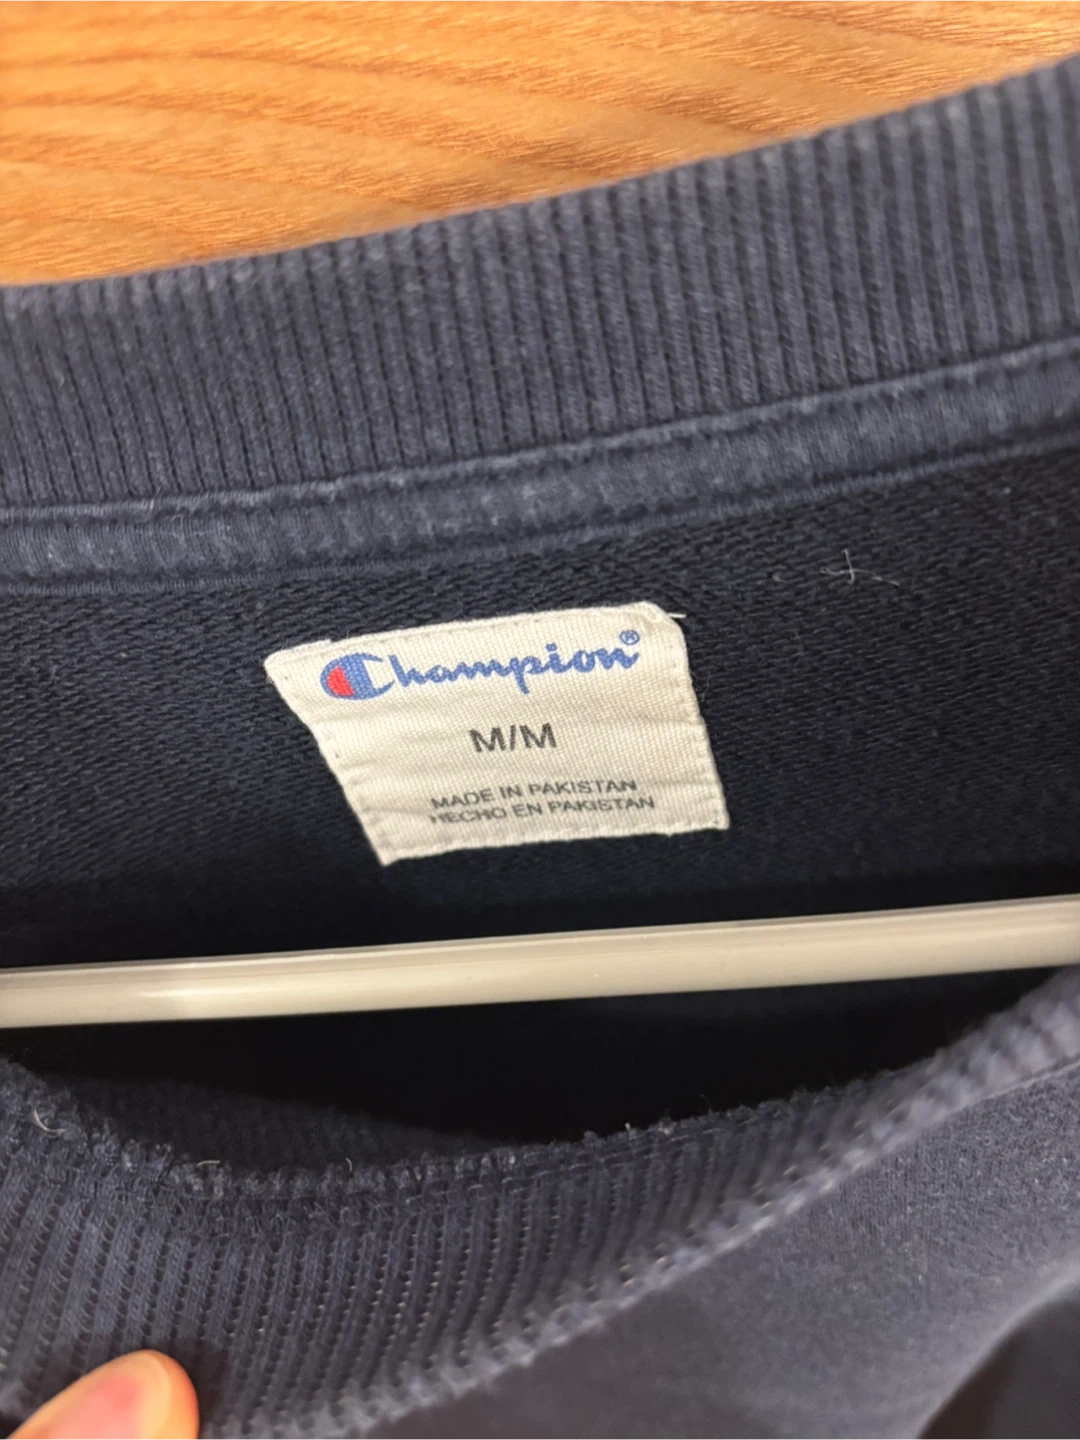 Champion®
M/M
MADE IN PAKISTAN
HECHO EN PAKISTAN